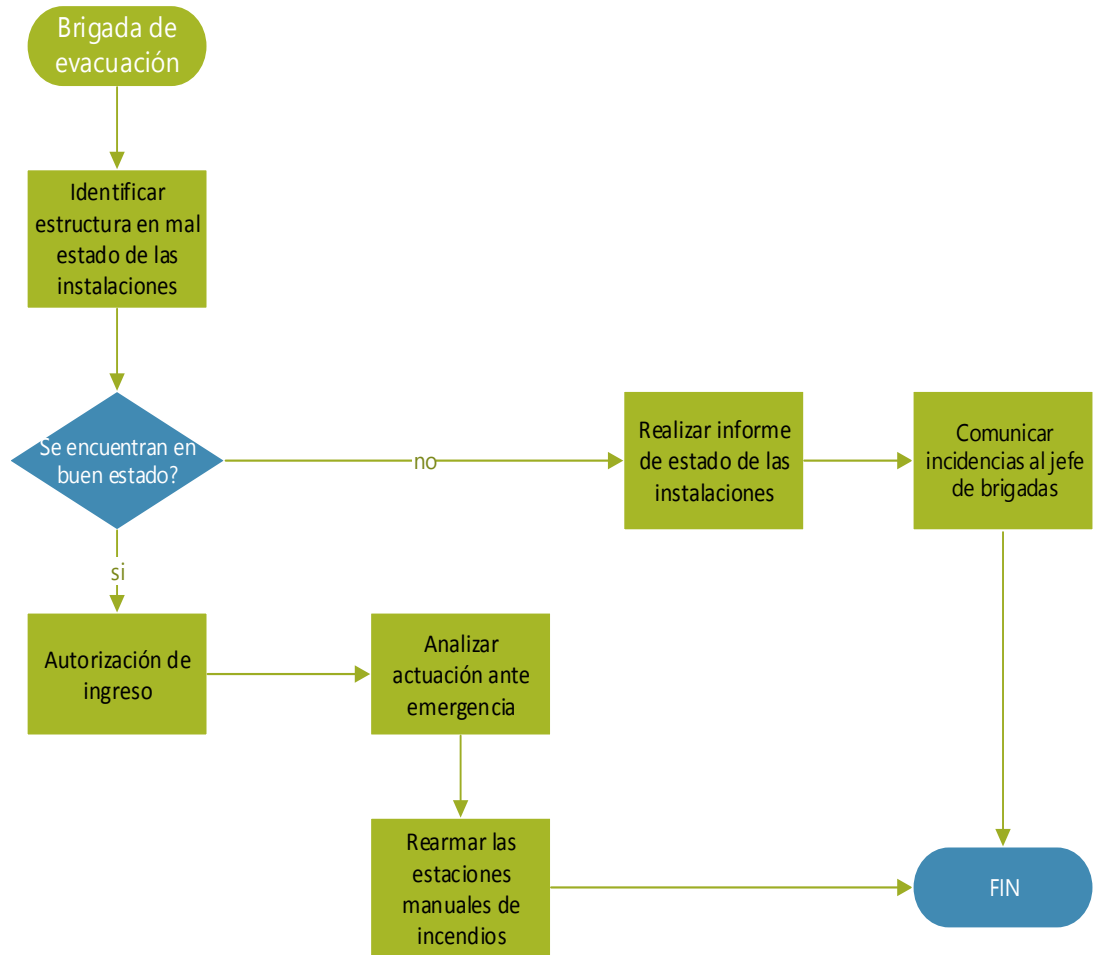 Brigada de
evacuación
Identificar
estructura en mal
estado de las
instalaciones
Se encuentran en
buen estado?
no
Realizar informe
de estado de las
instalaciones
Comunicar
incidencias al jefe
de brigadas
si
Autorización de
ingreso
Analizar
actuación ante
emergencia
Rearmar las
estaciones
manuales de
incendios
FIN